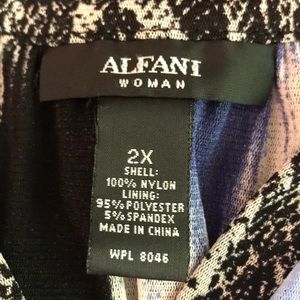 ALFANI
WOMAN
2X
SHELL:
100% NYLON
LINING:
95% POLYESTER
5% SPANDEX
MADE IN CHINA
WPL 8046